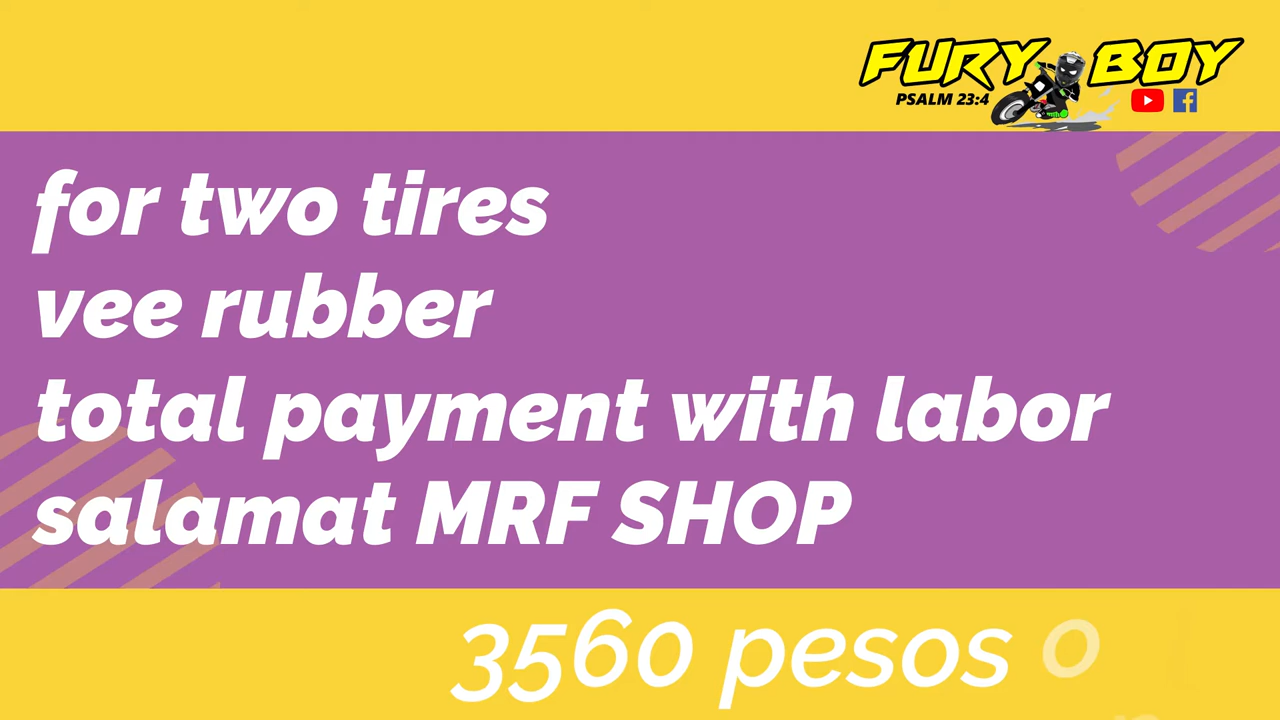 FURY BOY
PSALM 23:4
for two tires
vee rubber
total payment with labor
salamat MRF SHOP
3560 pesos o